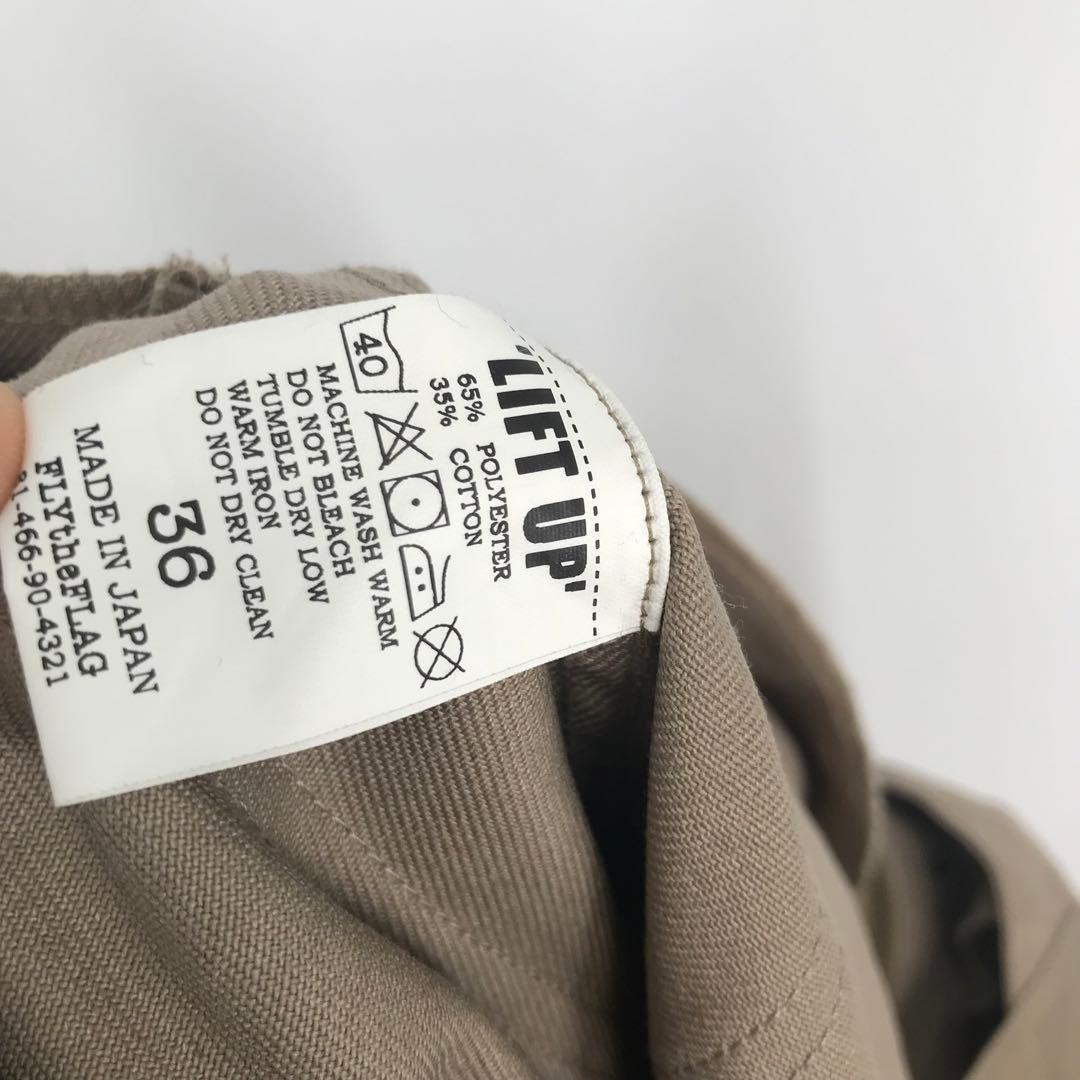 "LIFT UP"
65% POLYESTER
35% COTTON
40
MACHINE WASH WARM
DO NOT BLEACH
TUMBLE DRY LOW
WARM IRON
DO NOT DRY CLEAN
36
MADE IN JAPAN
FLYtheFLAG
1-466-90-4321